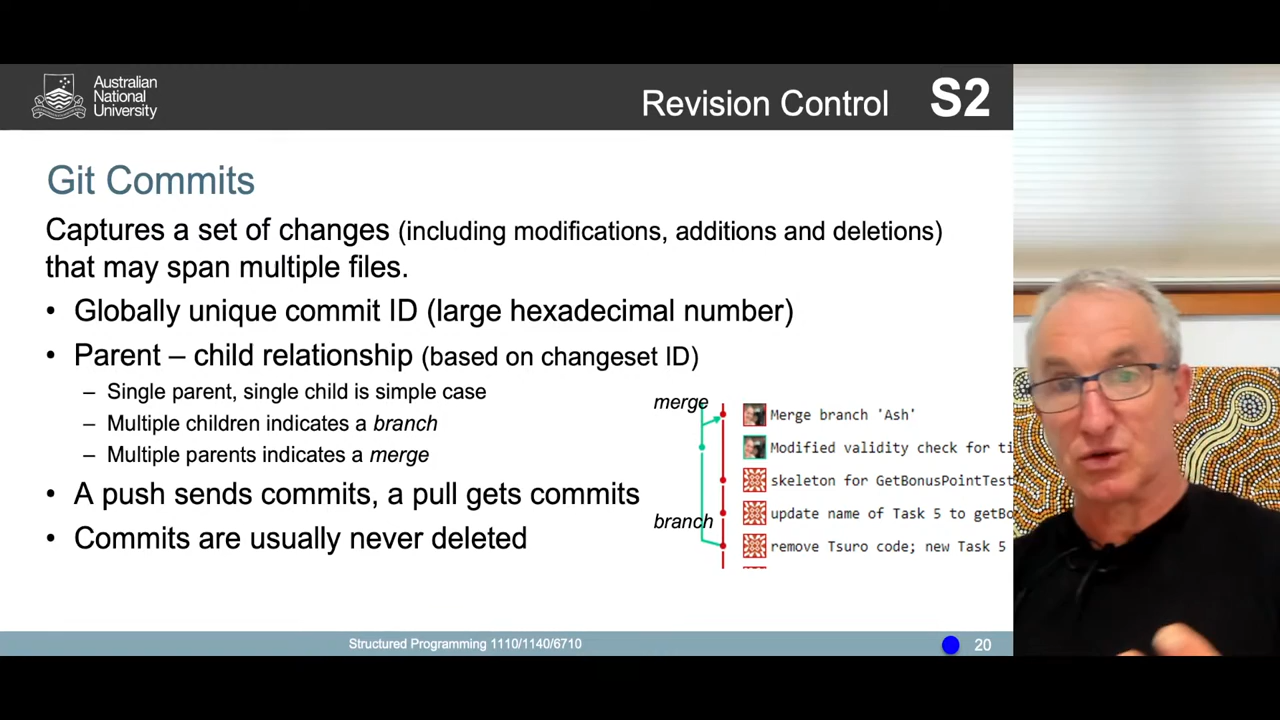 Australian
National
University
Revision Control S2
Git Commits
Captures a set of changes (including modifications, additions and deletions)
that may span multiple files.
• Globally unique commit ID (large hexadecimal number)
• Parent – child relationship (based on changeset ID)
– Single parent, single child is simple case
– Multiple children indicates a branch
– Multiple parents indicates a merge
• A push sends commits, a pull gets commits
• Commits are usually never deleted
merge
Merge branch 'Ash'
Modified validity check for ti
skeleton for GetBonusPointTest
update name of Task 5 to getBo
branch
remove Tsuro code; new Task 5
Structured Programming 1110/1140/6710
20